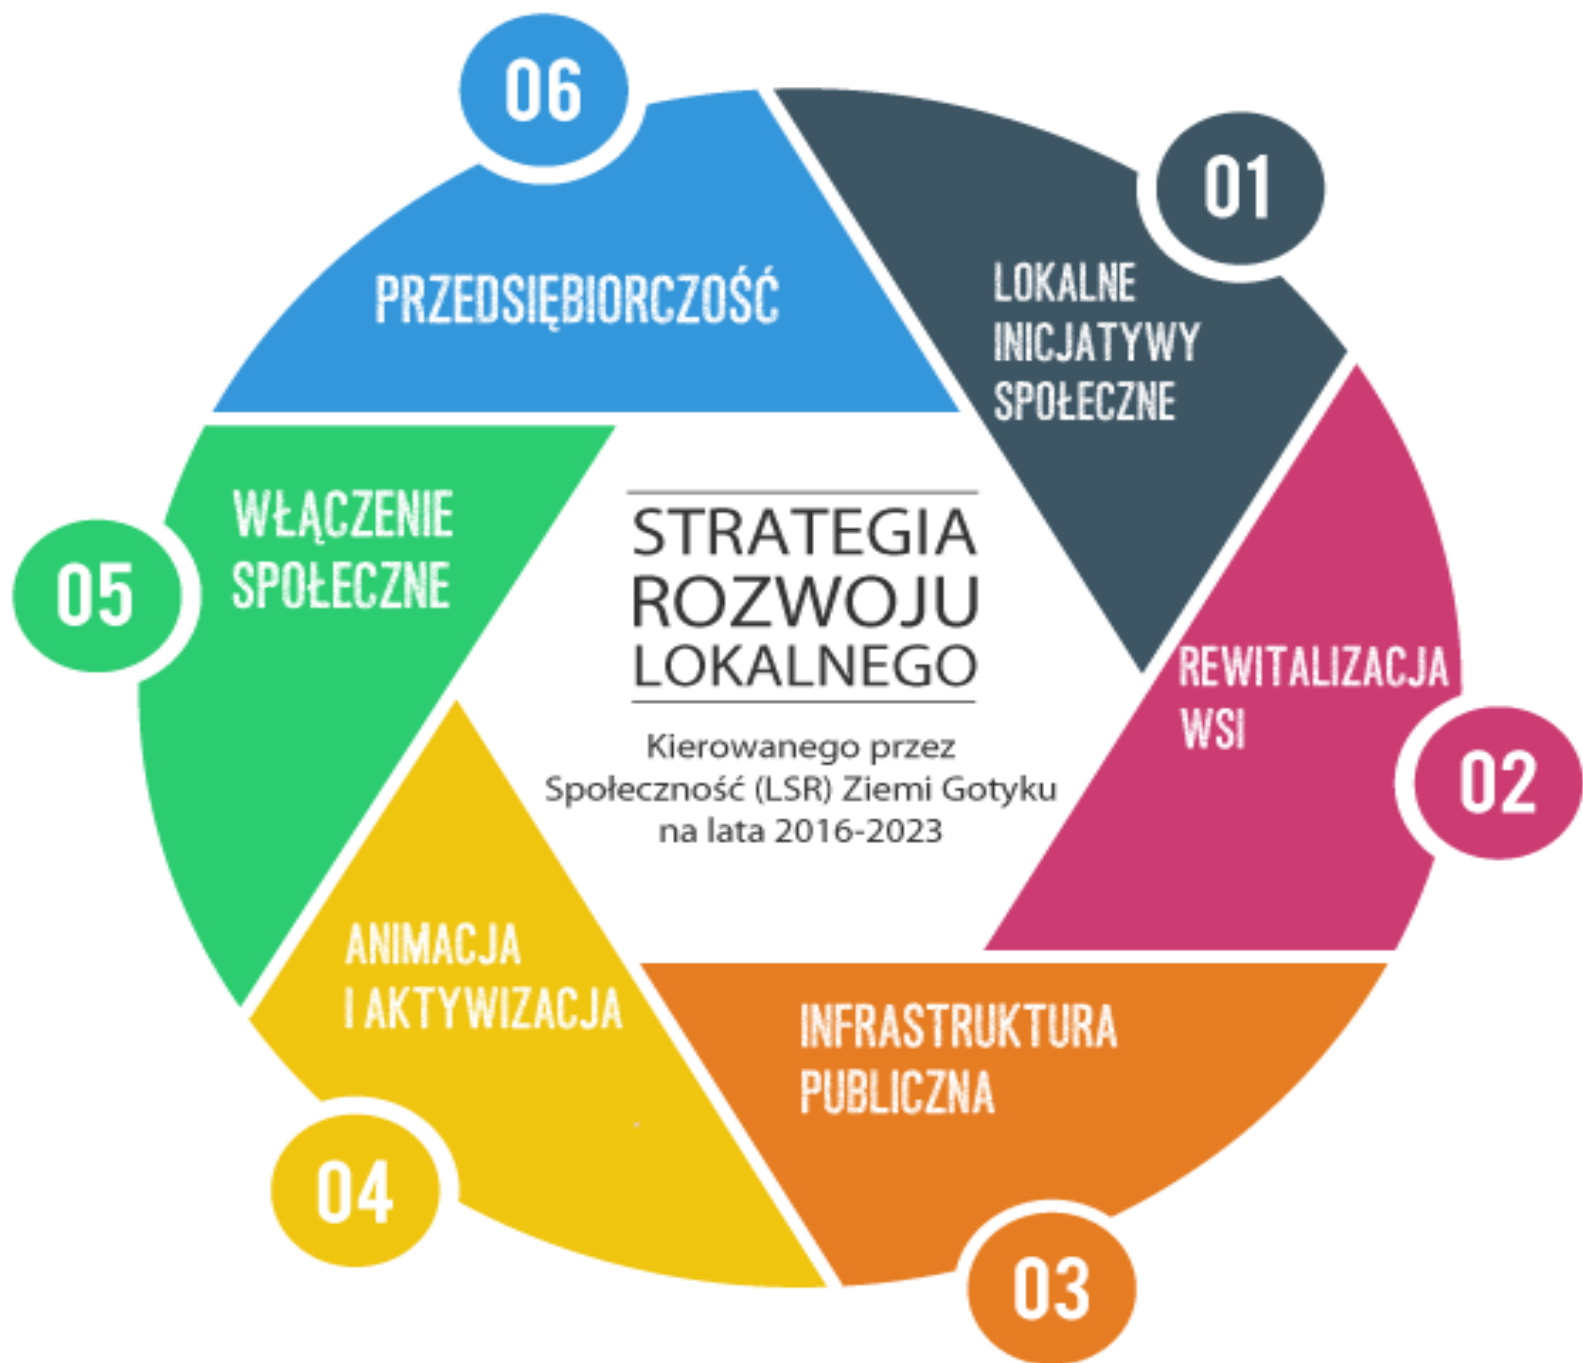 06
01
PRZEDSIĘBIORCZOŚĆ
LOKALNE
INICJATYWY
SPOŁECZNE
WŁĄCZENIE
SPOŁECZNE
05
STRATEGIA
ROZWOJU
LOKALNEGO
Kierowanego przez
Społeczność (LSR) Ziemi Gotyku
na lata 2016-2023
REWITALIZACJA
WSI
02
ANIMACJA
I AKTYWIZACJA
04
INFRASTRUKTURA
PUBLICZNA
03